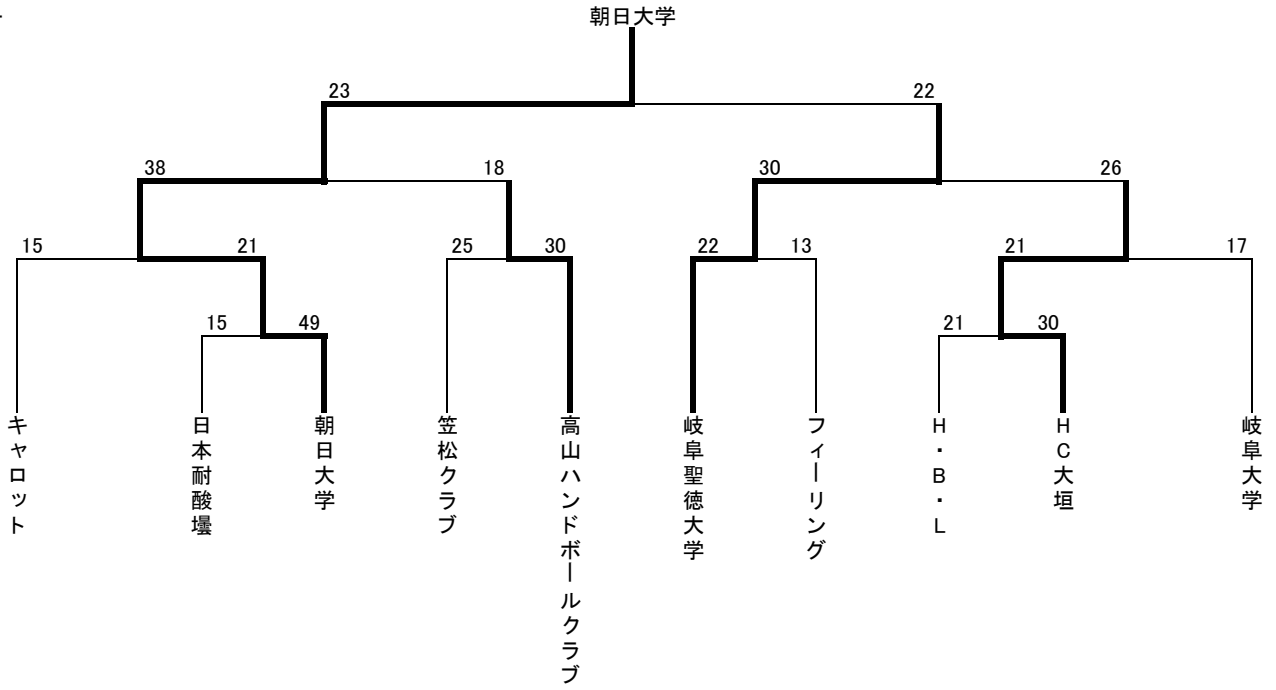 朝日大学
23
22
38
18
30
26
15
21
25
30
22
13
21
17
15
49
21
30
キャロット
日本耐酸壜
朝日大学
笠松クラブ
高山ハンドボールクラブ
岐阜聖徳大学
フィーリング
H・B・L
HC大垣
岐阜大学